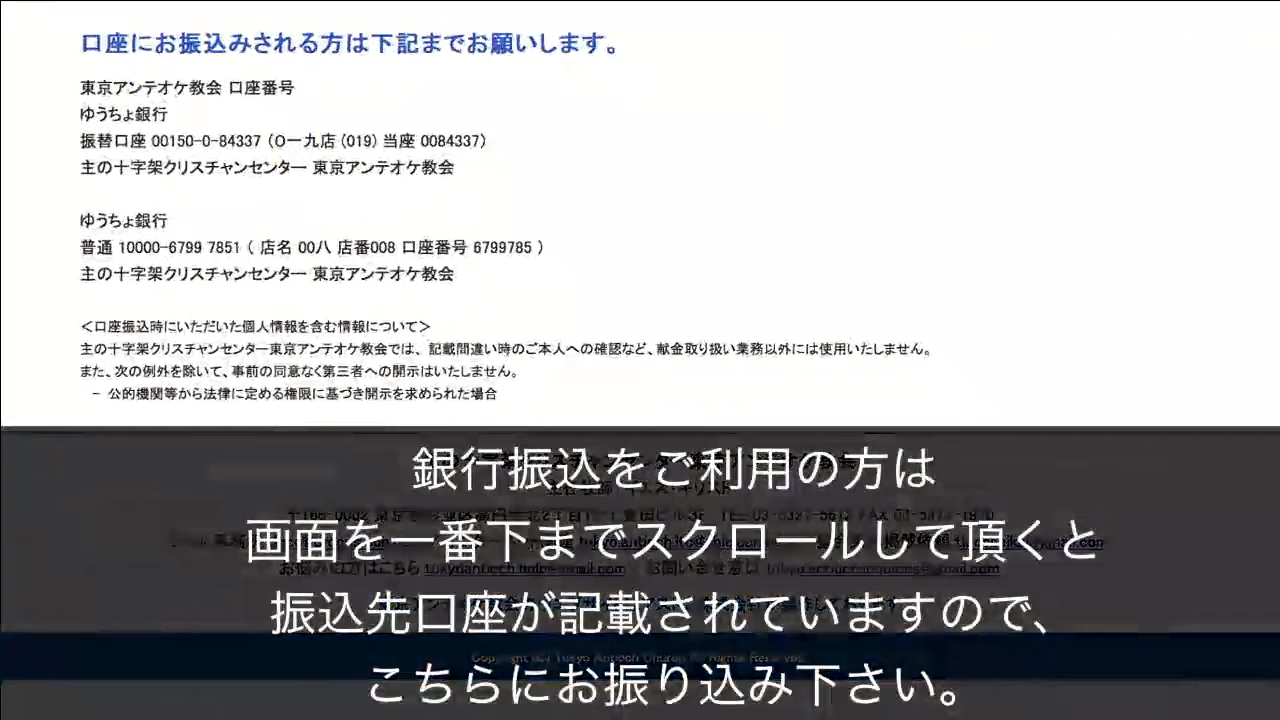 口座にお振込みされる方は下記までお願いします。
東京アンテオケ教会 口座番号
ゆうちょ銀行
振替口座 00150-0-84337 (O一九店 (019) 当座 0084337)
主の十字架クリスチャンセンター 東京アンテオケ教会
ゆうちょ銀行
普通 10000-6799 7851 ( 店名 00八 店番008 口座番号 6799785 )
主の十字架クリスチャンセンター 東京アンテオケ教会
<口座振込時にいただいた個人情報を含む情報について>
主の十字架クリスチャンセンター東京アンテオケ教会では、記載間違い時のご本人への確認など、献金取り扱い業務以外には使用いたしません。
また、次の例外を除いて、事前の同意なく第三者への開示はいたしません。
- 公的機関等から法律に定める権限に基づき開示を求められた場合
銀行振込をご利用の方は
画面を一番下までスクロールして頂くと
振込先口座が記載されていますので、
こちらにお振り込み下さい。